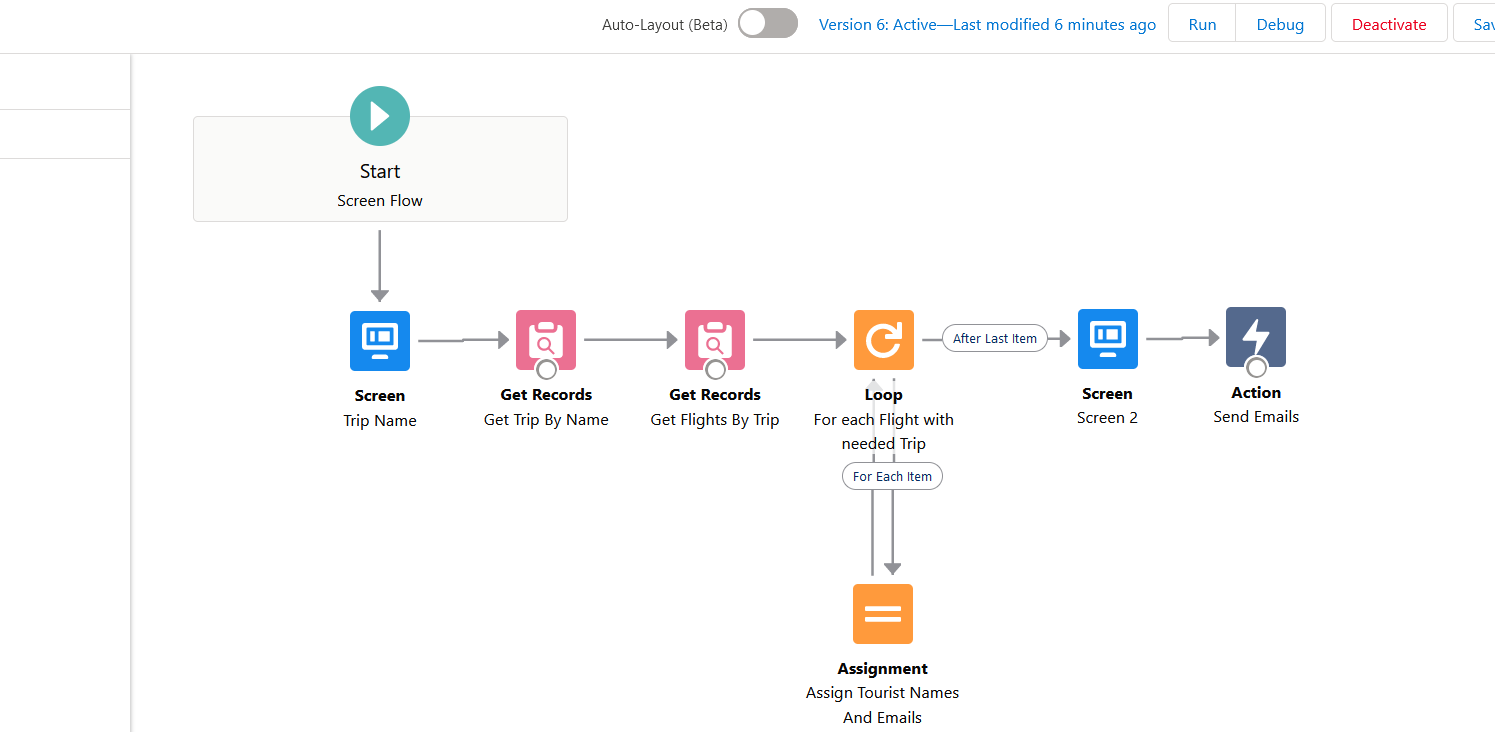 Auto-Layout (Beta)
Version 6: Active—Last modified 6 minutes ago
Run
Debug
Deactivate
Sav
Start
Screen Flow
Screen
Trip Name
Get Records
Get Trip By Name
Get Records
Get Flights By Trip
Loop
For each Flight with
needed Trip
After Last Item
Screen
Screen 2
Action
Send Emails
For Each Item
Assignment
Assign Tourist Names
And Emails